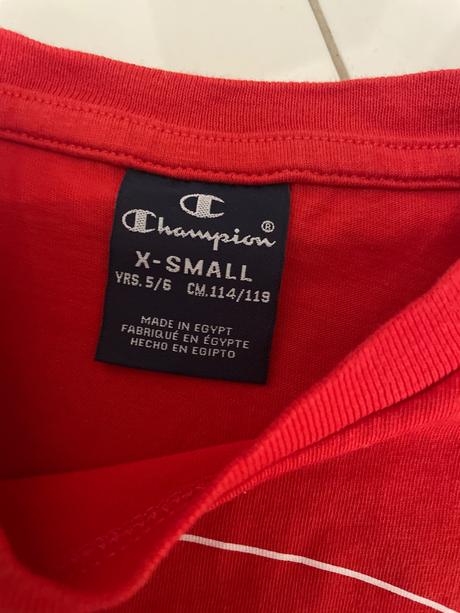 Champion®
X-SMALL
YRS. 5/6 CM.114/119
MADE IN EGYPT
FABRIQUÉ EN ÉGYPTE
HECHO EN EGIPTO